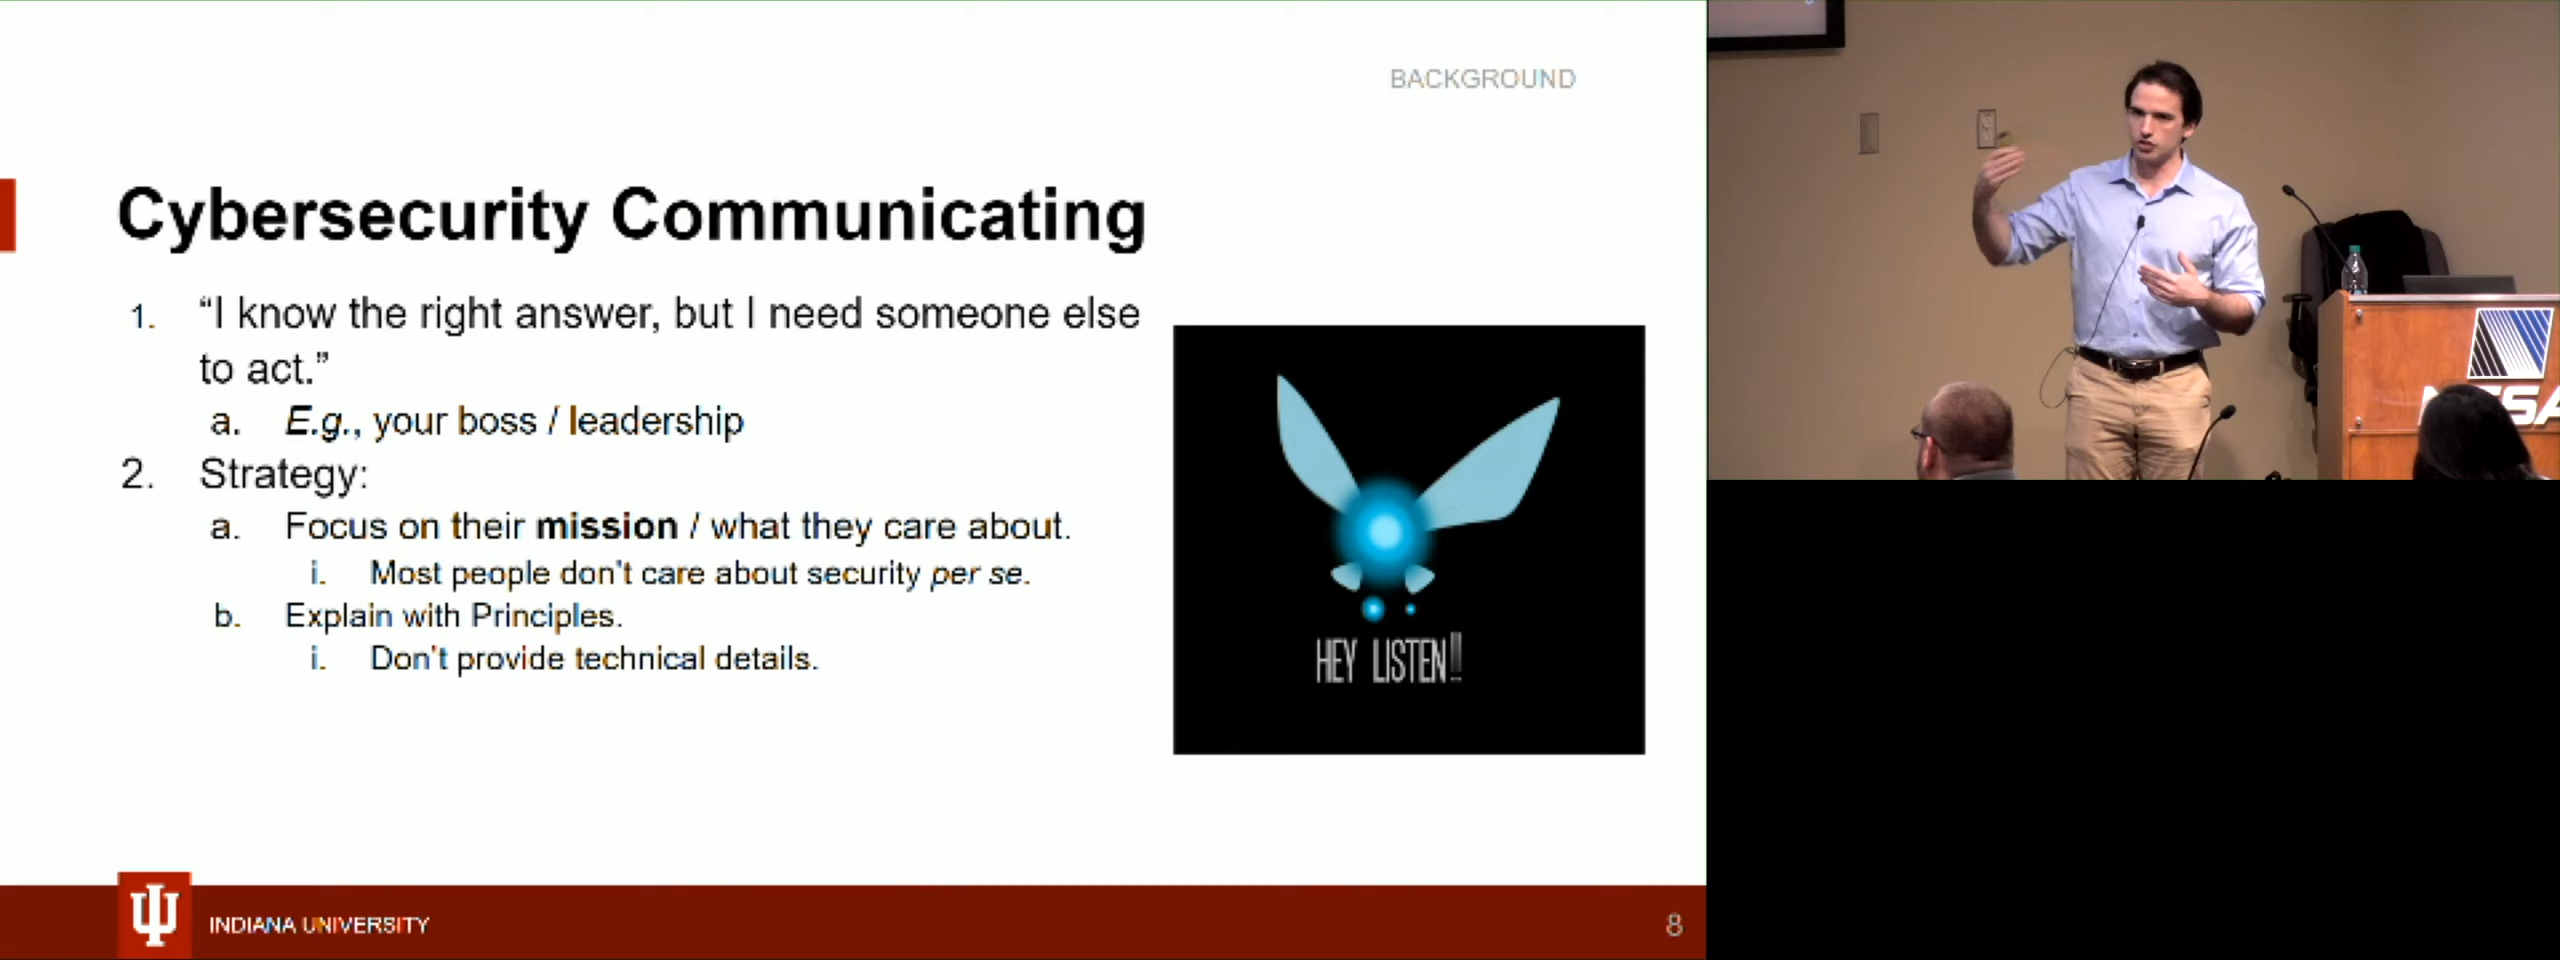 BACKGROUND
Cybersecurity Communicating
1. “I know the right answer, but I need someone else
to act.”
a. E.g., your boss / leadership
2. Strategy:
a. Focus on their mission / what they care about.
i. Most people don’t care about security per se.
b. Explain with Principles.
i. Don’t provide technical details.
HEY LISTEN!!
INDIANA UNIVERSITY
8